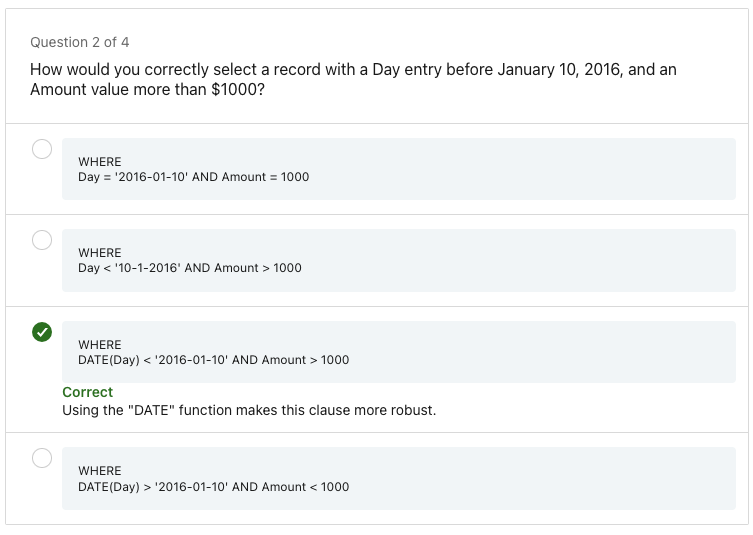 Question 2 of 4
How would you correctly select a record with a Day entry before January 10, 2016, and an
Amount value more than $1000?
WHERE
Day = '2016-01-10' AND Amount = 1000
WHERE
Day < '10-1-2016' AND Amount > 1000
WHERE
DATE(Day) < '2016-01-10' AND Amount > 1000
Correct
Using the "DATE" function makes this clause more robust.
WHERE
DATE(Day) > '2016-01-10' AND Amount < 1000